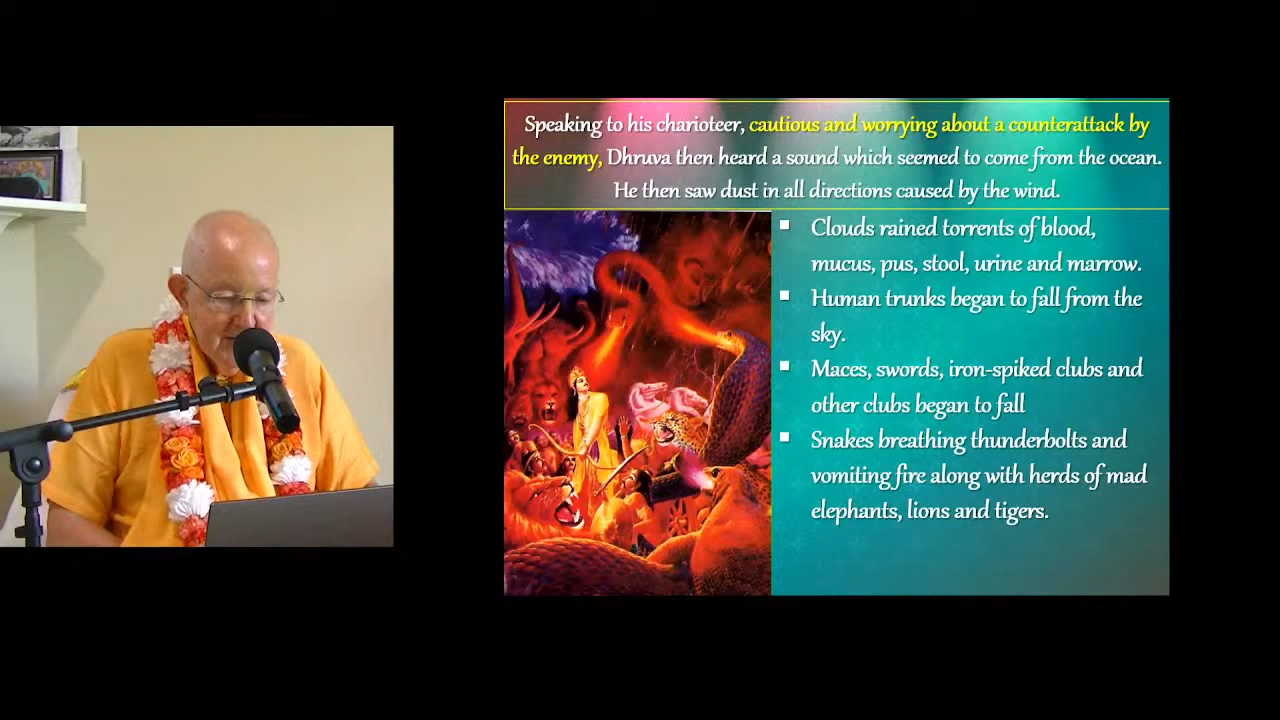 Speaking to his charioteer, cautious and worrying about a counterattack by
the enemy, Dhruva then heard a sound which seemed to come from the ocean.
He then saw dust in all directions caused by the wind.
▪ Clouds rained torrents of blood,
mucus, pus, stool, urine and marrow.
▪ Human trunks began to fall from the
sky.
▪ Maces, swords, iron-spiked clubs and
other clubs began to fall
▪ Snakes breathing thunderbolts and
vomiting fire along with herds of mad
elephants, lions and tigers.